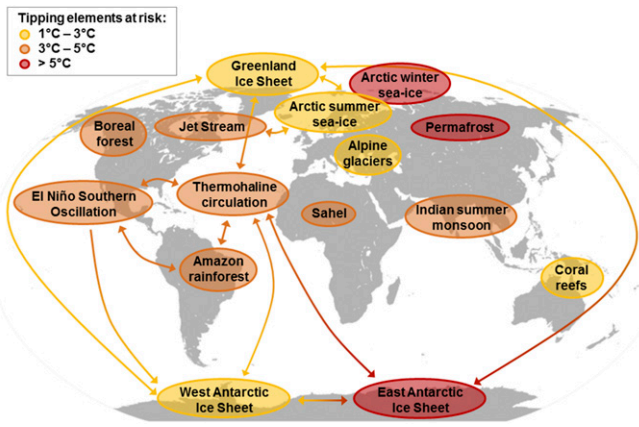 Tipping elements at risk:
1°C – 3°C
3°C – 5°C
> 5°C
Greenland
Ice Sheet
Arctic winter
sea-ice
Arctic summer
sea-ice
Boreal
forest
Jet Stream
Permafrost
Alpine
glaciers
El Niño Southern
Oscillation
Thermohaline
circulation
Sahel
Indian summer
monsoon
Amazon
rainforest
Coral
reefs
West Antarctic
Ice Sheet
East Antarctic
Ice Sheet